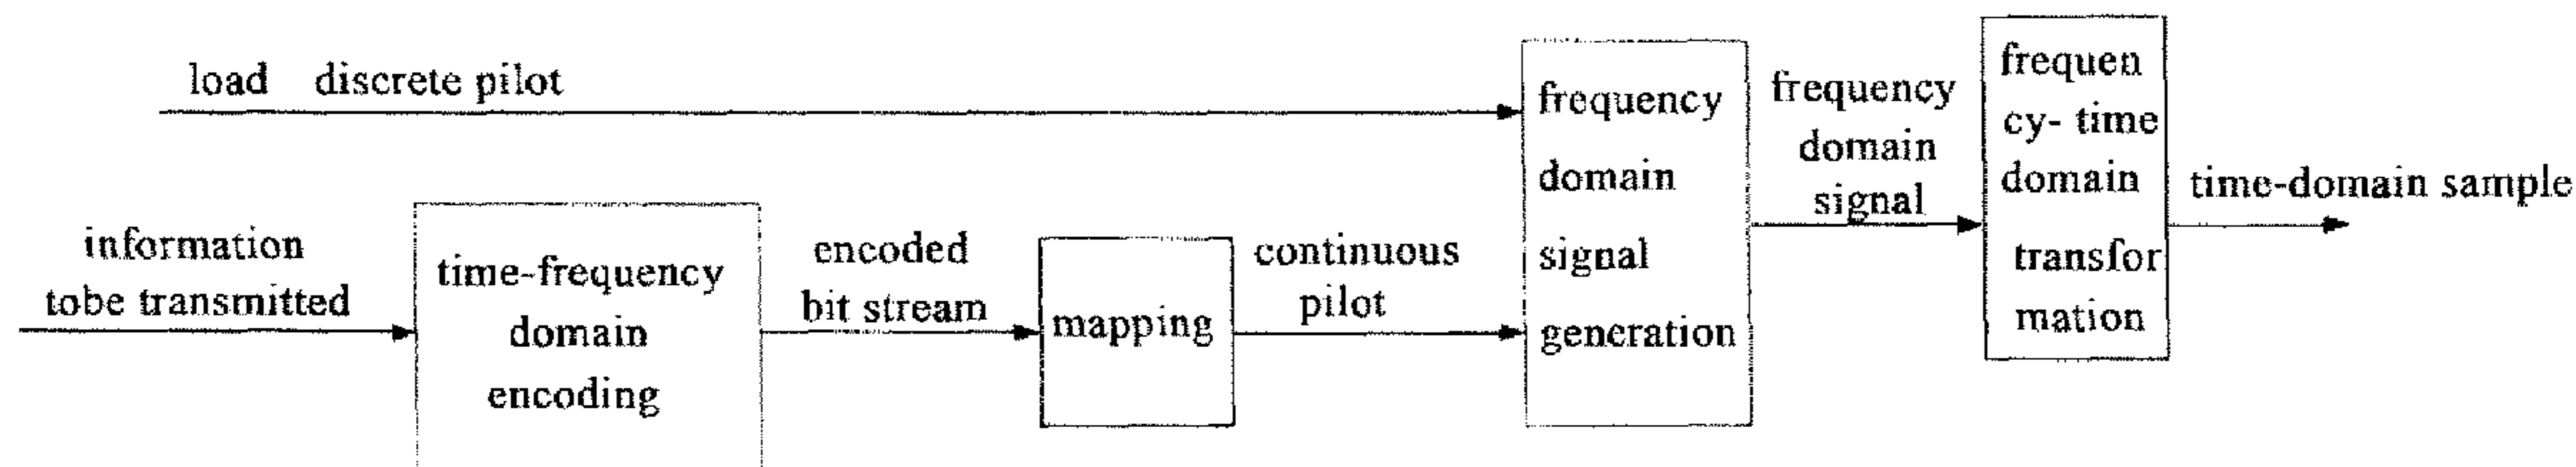 load discrete pilot
information
tobe transmitted
time-frequency
domain
encoding
encoded
bit stream
mapping
continuous
pilot
frequency
domain
signal
generation
frequency
domain
signal
frequen
cy- time
domain
transfor
mation
time-domain sample